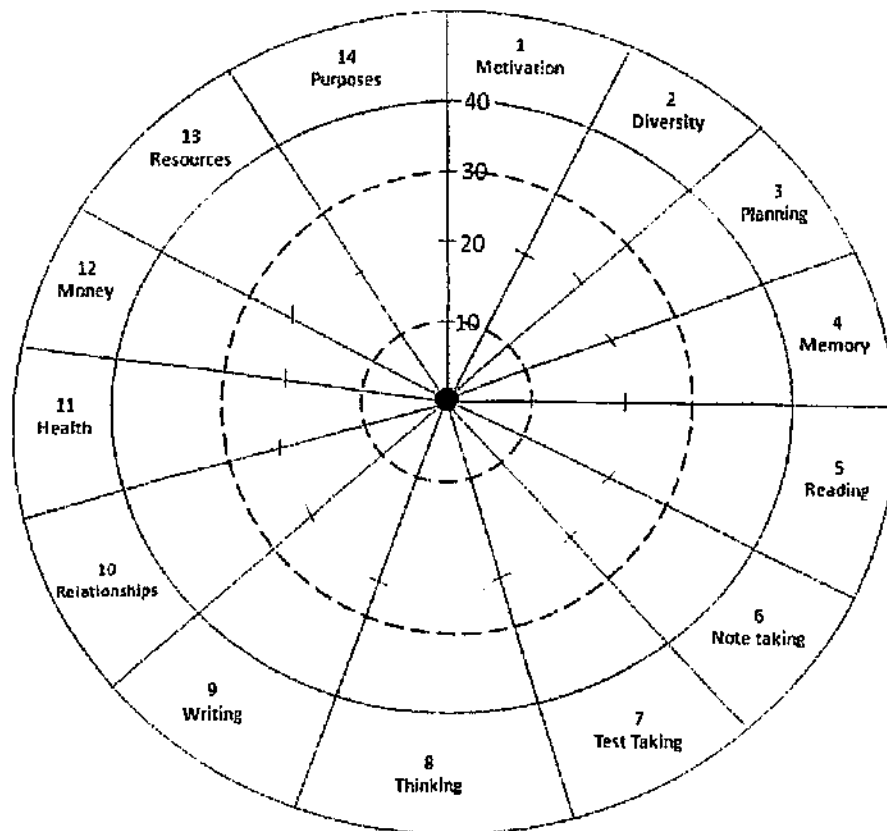 1
Motivation
2
Diversity
3
Planning
4
Memory
5
Reading
6
Note taking
7
Test Taking
8
Thinking
9
Writing
10
Relationships
11
Health
12
Money
13
Resources
14
Purposes
40
30
20
10